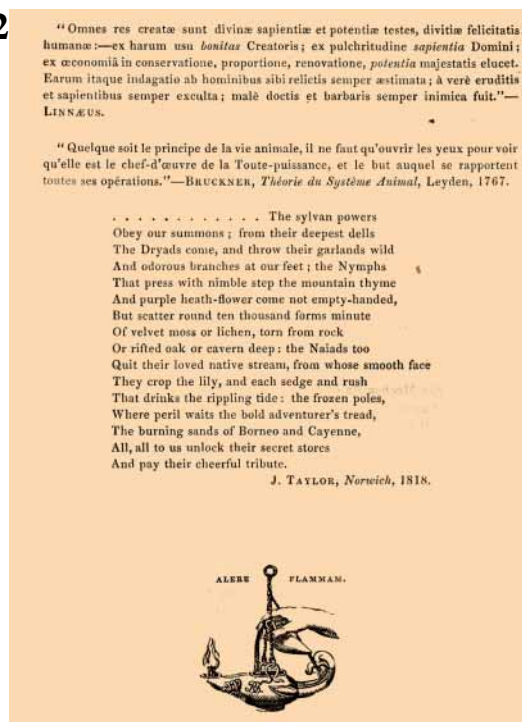 2
“Omnes res creatæ sunt divinæ sapientiæ et potentiæ testes, divitiæ felicitatis
humanæ:—ex harum usu bonitas Creatoris; ex pulchritudine sapientia Domini;
ex œconomiâ in conservatione, proportione, renovatione, potentia majestatis elucet.
Earum itaque indagatio ab hominibus sibi relictis semper æstimata; à verè eruditis
et sapientibus semper exculta; malè doctis et barbaris semper inimica fuit.”—
LINNÆUS.
“Quelque soit le principe de la vie animale, il ne faut qu'ouvrir les yeux pour voir
qu'elle est le chef-d'œuvre de la Toute-puissance, et le but auquel se rapportent
toutes ses opérations.”—BRUCKNER, Théorie du Système Animal, Leyden, 1767.
. . . . . . . . . . . . The sylvan powers
Obey our summons; from their deepest dells
The Dryads come, and throw their garlands wild
And odorous branches at our feet; the Nymphs
That press with nimble step the mountain thyme
And purple heath-flower come not empty-handed,
But scatter round ten thousand forms minute
Of velvet moss or lichen, torn from rock
Or rifted oak or cavern deep: the Naiads too
Quit their loved native stream, from whose smooth face
They crop the lily, and each sedge and rush
That drinks the rippling tide: the frozen poles,
Where peril waits the bold adventurer's tread,
The burning sands of Borneo and Cayenne,
All, all to us unlock their secret stores
And pay their cheerful tribute.
J. TAYLOR, Norwich, 1818.
ALERE FLAMMAM.